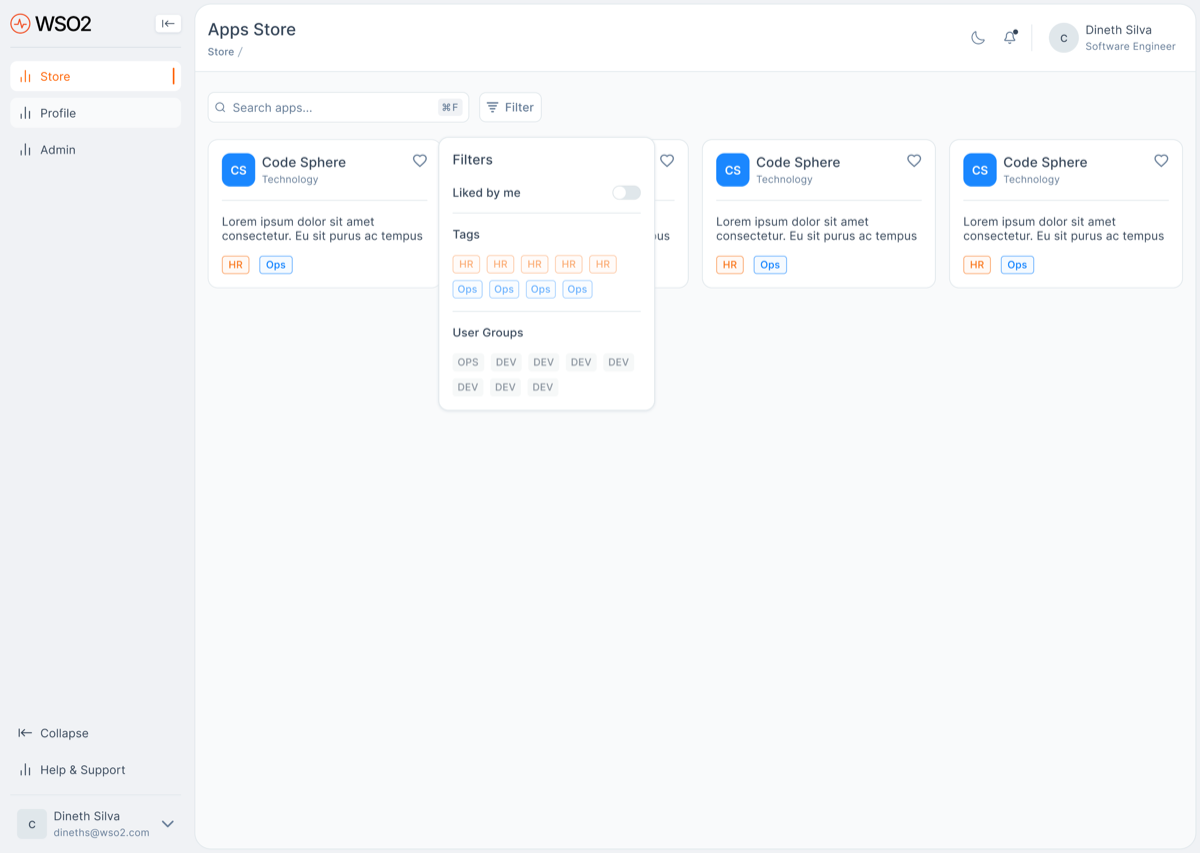 WSO2
Store
Profile
Admin
Collapse
Help & Support
C
Dineth Silva
dineths@wso2.com
Apps Store
Store /
C
Dineth Silva
Software Engineer
Search apps...
⌘F
Filter
CS
Code Sphere
Technology
Lorem ipsum dolor sit amet
consectetur. Eu sit purus ac tempus
HR Ops
Filters
Liked by me
Tags
HR HR HR HR HR
Ops Ops Ops Ops
User Groups
OPS DEV DEV DEV DEV
DEV DEV DEV
CS
Code Sphere
Technology
Lorem ipsum dolor sit amet
consectetur. Eu sit purus ac tempus
HR Ops
CS
Code Sphere
Technology
Lorem ipsum dolor sit amet
consectetur. Eu sit purus ac tempus
HR Ops